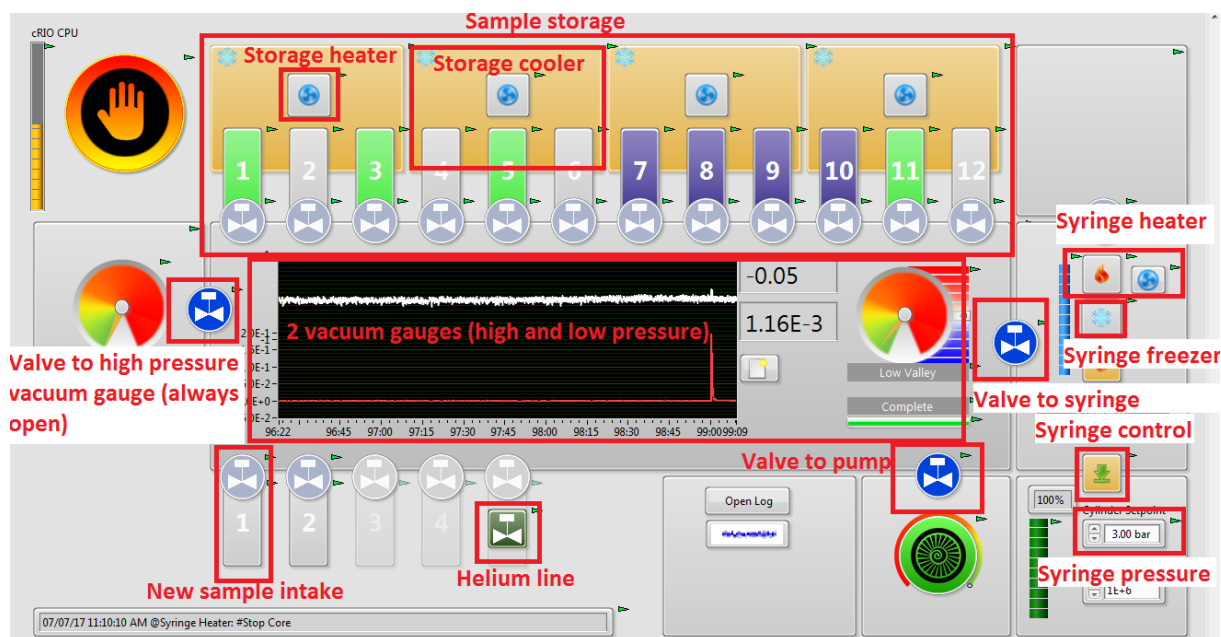 Sample storage
cRIO CPU
Storage heater
Storage cooler
1 2 3 4 5 6 7 8 9 10 11 12
Syringe heater
-0.05
1.16E-3
2 vacuum gauges (high and low pressure)
Valve to high pressure
vacuum gauge (always
open)
Syringe freezer
Low Valley
Complete
Valve to syringe
96:22 96:45 97:00 97:15 97:30 97:45 98:00 98:15 98:30 98:45 99:00 99:09
Syringe control
Valve to pump
1 2 3 4
Open Log
100%
Cylinder Setpoint
3.00 bar
Helium line
Syringe pressure
New sample intake
1E+6
07/07/17 11:10:10 AM @Syringe Heater: #Stop Core